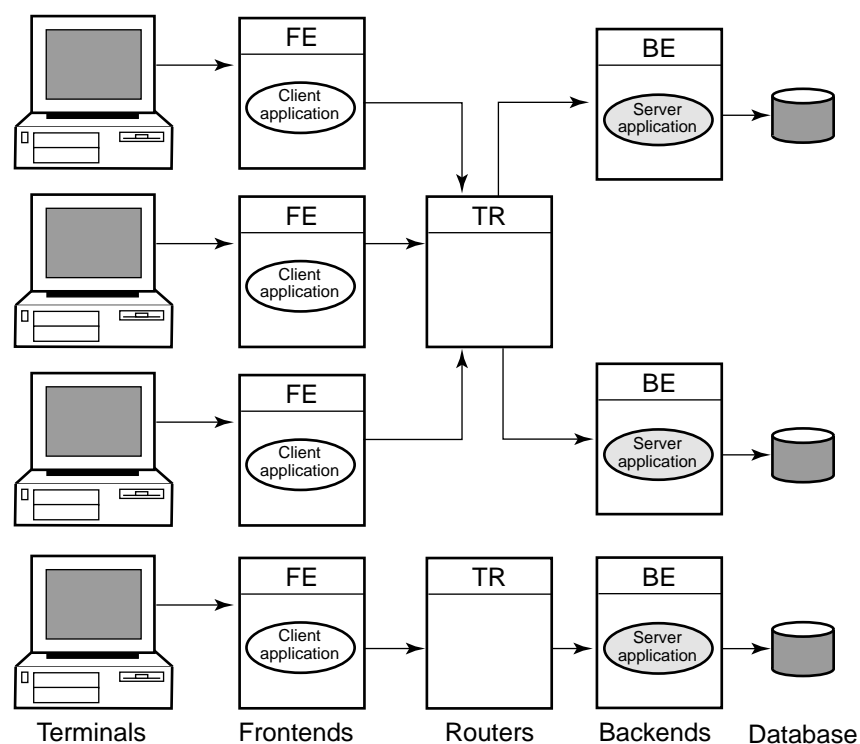 FE
Client
application
BE
Server
application
FE
Client
application
TR
FE
Client
application
BE
Server
application
FE
Client
application
TR
BE
Server
application
Terminals
Frontends
Routers
Backends
Database